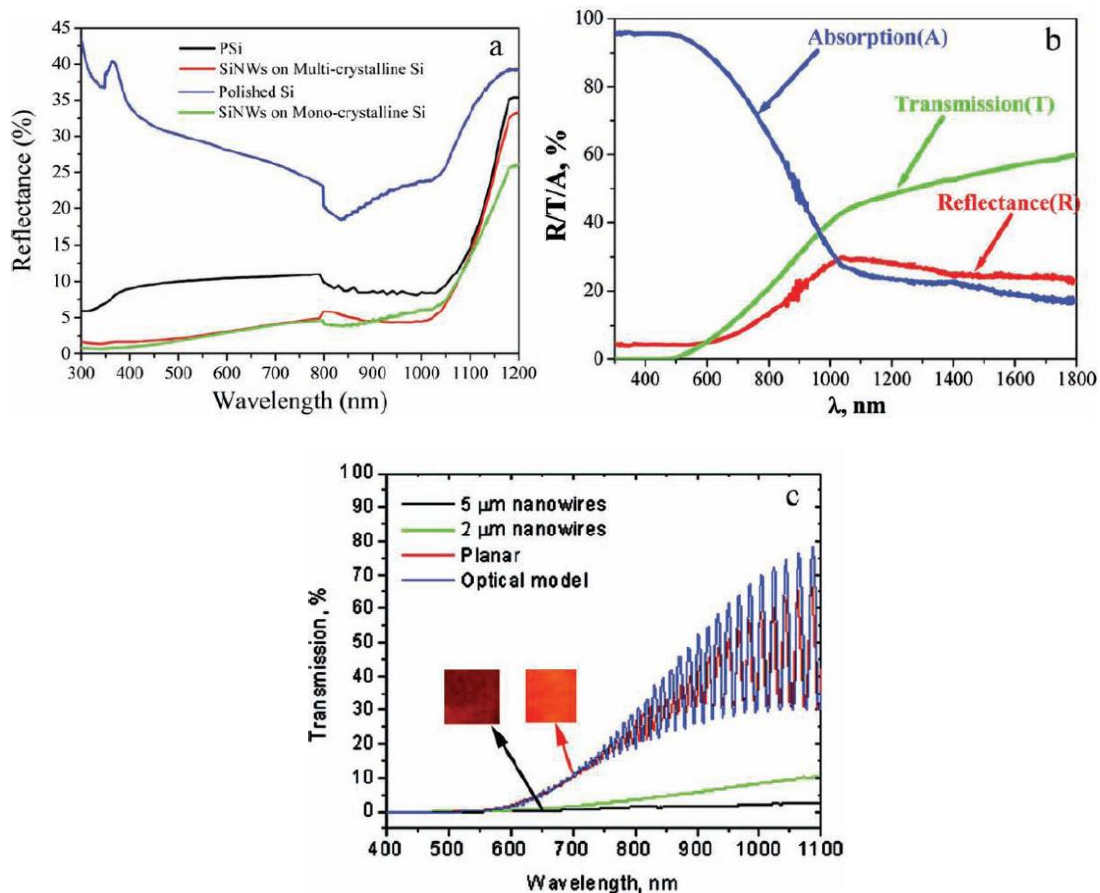 a
Reflectance (%)
45
40
35
30
25
20
15
10
5
0
PSi
SiNWs on Multi-crystalline Si
Polished Si
SiNWs on Mono-crystalline Si
300 400 500 600 700 800 900 1000 1100 1200
Wavelength (nm)
b
R/T/A, %
100
80
60
40
20
0
Absorption(A)
Transmission(T)
Reflectance(R)
400 600 800 1000 1200 1400 1600 1800
λ, nm
c
Transmission, %
100
90
80
70
60
50
40
30
20
10
0
5 μm nanowires
2 μm nanowires
Planar
Optical model
400 500 600 700 800 900 1000 1100
Wavelength, nm